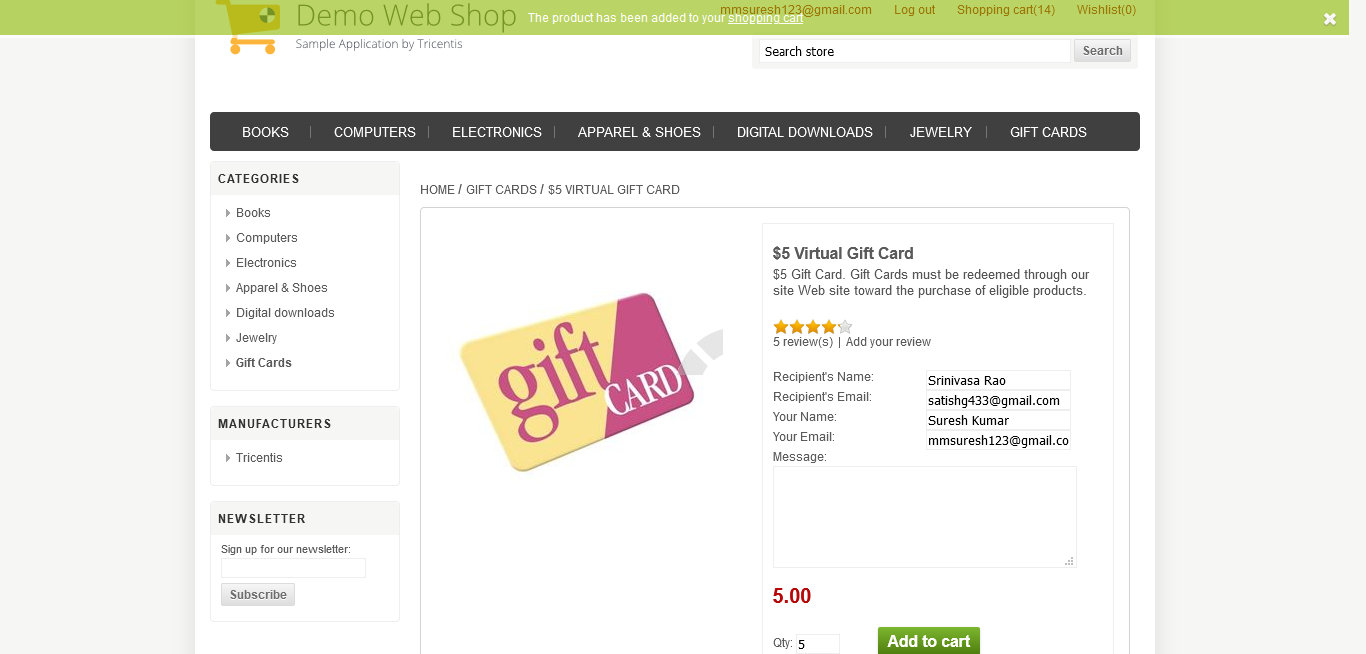 Demo Web Shop
Sample Application by Tricentis
The product has been added to your shopping cart
mmsuresh123@gmail.com Log out Shopping cart(14) Wishlist(0)
Search store Search
BOOKS COMPUTERS ELECTRONICS APPAREL & SHOES DIGITAL DOWNLOADS JEWELRY GIFT CARDS
CATEGORIES
Books
Computers
Electronics
Apparel & Shoes
Digital downloads
Jewelry
Gift Cards
MANUFACTURERS
Tricentis
NEWSLETTER
Sign up for our newsletter:
Subscribe
HOME / GIFT CARDS / $5 VIRTUAL GIFT CARD
gift
CARD
$5 Virtual Gift Card
$5 Gift Card. Gift Cards must be redeemed through our
site Web site toward the purchase of eligible products.
5 review(s) | Add your review
Recipient's Name: Srinivasa Rao
Recipient's Email: satishg433@gmail.com
Your Name: Suresh Kumar
Your Email: mmsuresh123@gmail.co
Message:
5.00
Qty: 5 Add to cart